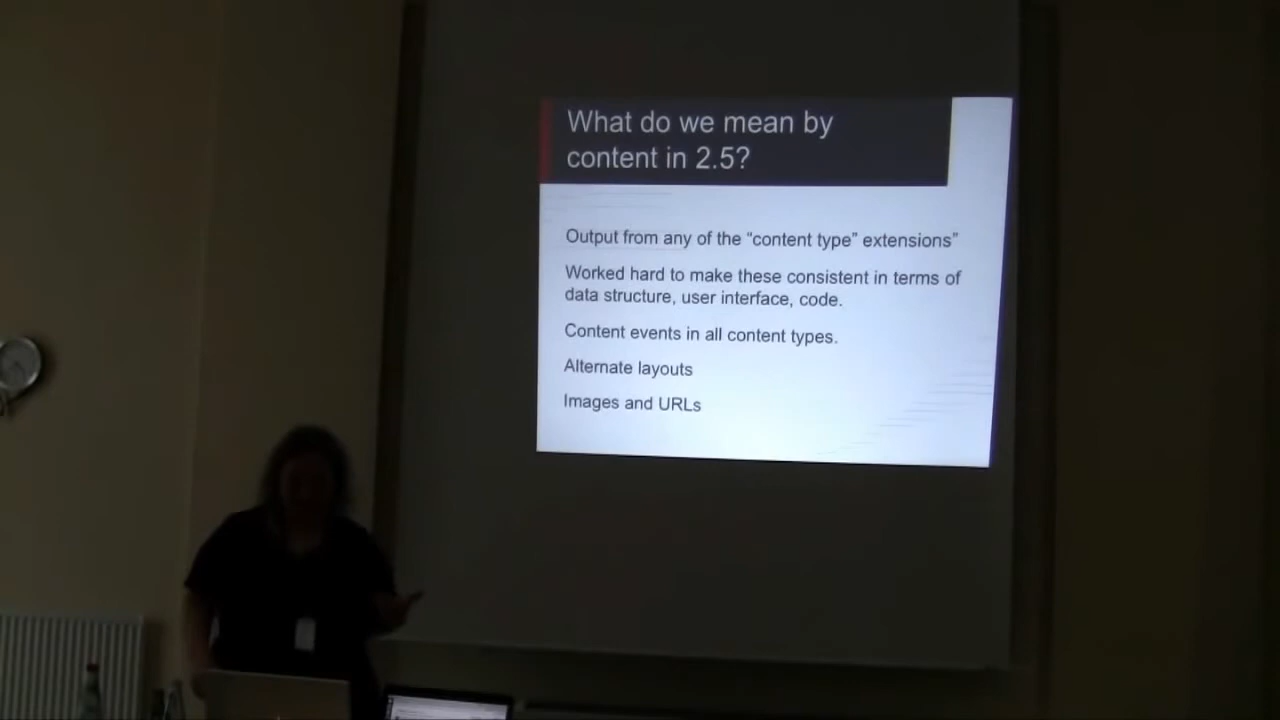 What do we mean by
content in 2.5?
Output from any of the “content type” extensions”
Worked hard to make these consistent in terms of
data structure, user interface, code.
Content events in all content types.
Alternate layouts
Images and URLs